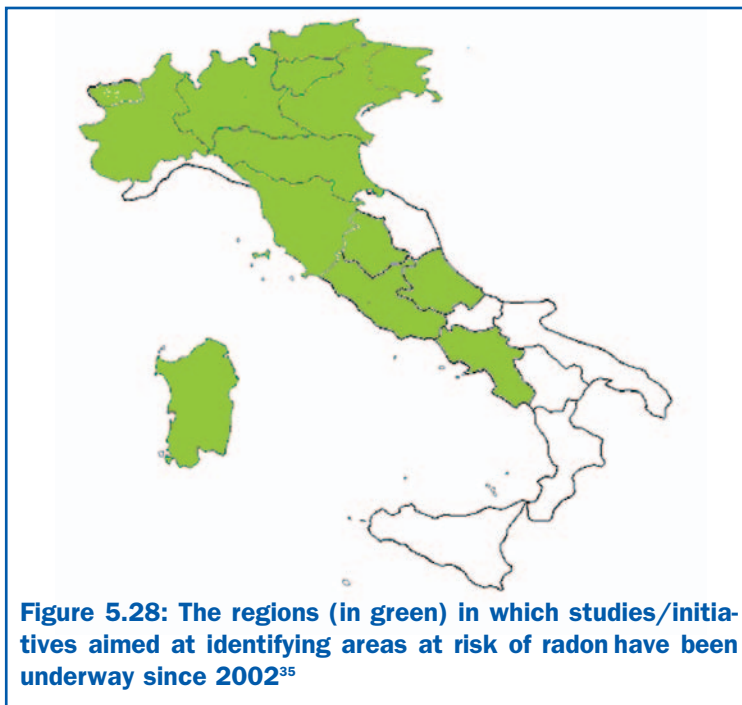 Figure 5.28: The regions (in green) in which studies/initia-
tives aimed at identifying areas at risk of radon have been
underway since 2002³⁵